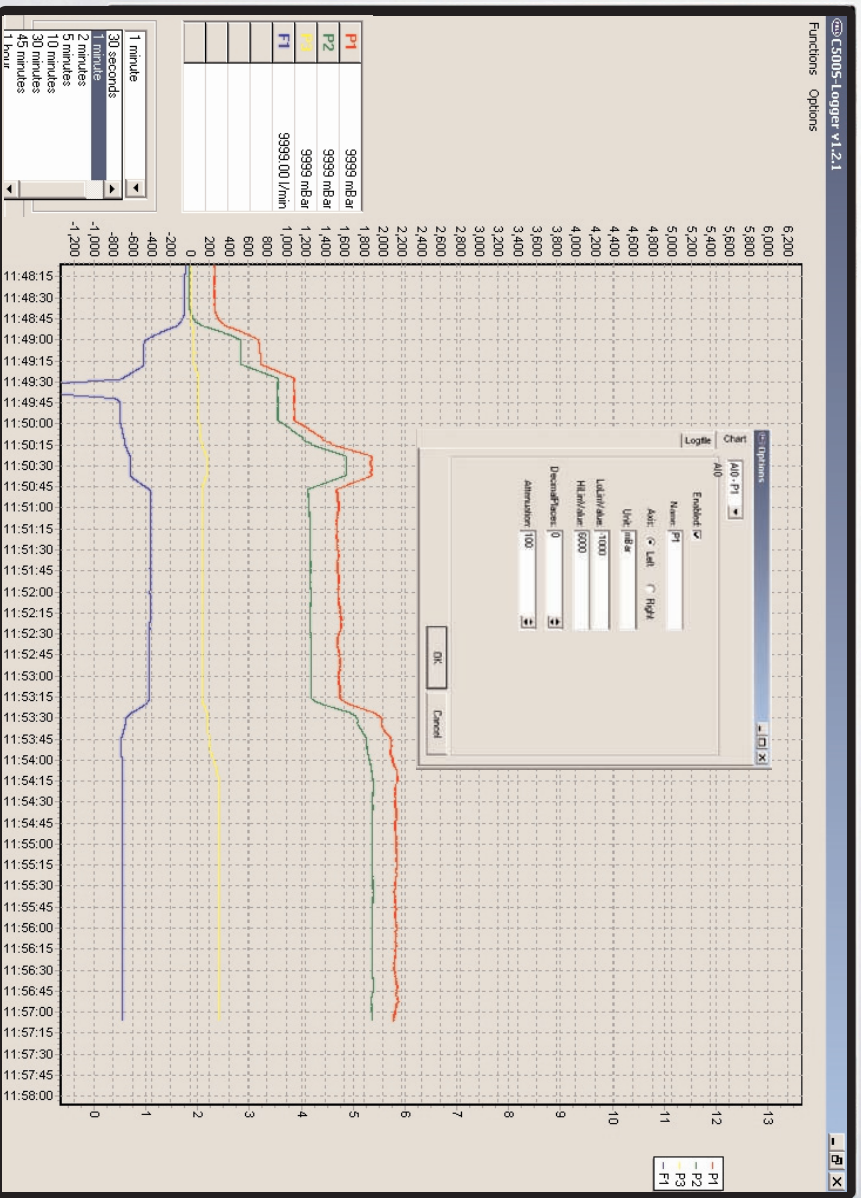 C500S-Logger v1.2.1
Functions Options
P1 9999 mBar
P2 9999 mBar
P3 9999 mBar
F1 9999.00 l/min
1 minute
30 seconds
1 minute
2 minutes
5 minutes
10 minutes
30 minutes
45 minutes
1 hour
6,200
6,000
5,800
5,600
5,400
5,200
5,000
4,800
4,600
4,400
4,200
4,000
3,800
3,600
3,400
3,200
3,000
2,800
2,600
2,400
2,200
2,000
1,800
1,600
1,400
1,200
1,000
800
600
400
200
0
-200
-400
-600
-800
-1,000
-1,200
Options
Chart Logfile
AI0 - P1
AI0
Enabled:
Name: P1
Axis: Left Right
Unit: mBar
LoLimValue: -1000
HiLimValue: 6000
DecimalPlaces: 0
Attenuation: 100
OK Cancel
13
12
11
10
9
8
7
6
5
4
3
2
1
0
P1
P2
P3
F1
11:48:15
11:48:30
11:48:45
11:49:00
11:49:15
11:49:30
11:49:45
11:50:00
11:50:15
11:50:30
11:50:45
11:51:00
11:51:15
11:51:30
11:51:45
11:52:00
11:52:15
11:52:30
11:52:45
11:53:00
11:53:15
11:53:30
11:53:45
11:54:00
11:54:15
11:54:30
11:54:45
11:55:00
11:55:15
11:55:30
11:55:45
11:56:00
11:56:15
11:56:30
11:56:45
11:57:00
11:57:15
11:57:30
11:57:45
11:58:00